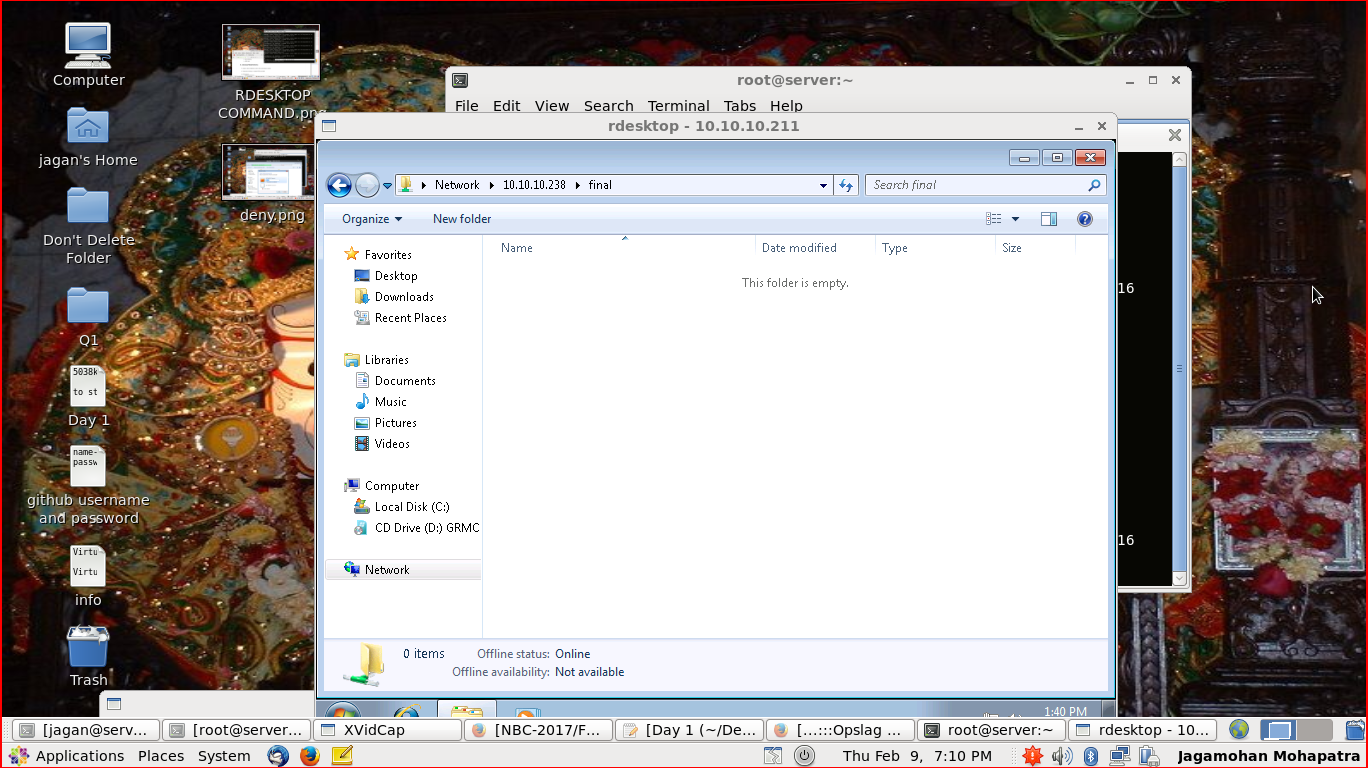 Computer
jagan's Home
Don't Delete
Folder
Q1
5038k
to st
Day 1
name-
passw
github username
and password
Virtu
Virtu
info
Trash
RDESKTOP
COMMAND.png
deny.png
root@server:~
File Edit View Search Terminal Tabs Help
16
16
rdesktop - 10.10.10.211
Network 10.10.10.238 final
Search final
Organize New folder
Name Date modified Type Size
This folder is empty.
Favorites
Desktop
Downloads
Recent Places
Libraries
Documents
Music
Pictures
Videos
Computer
Local Disk (C:)
CD Drive (D:) GRMC
Network
0 items Offline status: Online
Offline availability: Not available
1:40 PM
[jagan@serv... [root@server... XVidCap [NBC-2017/F... [Day 1 (~/De... [...:::Opslag ... root@server:~ rdesktop - 10...
Applications Places System Thu Feb 9, 7:10 PM Jagamohan Mohapatra